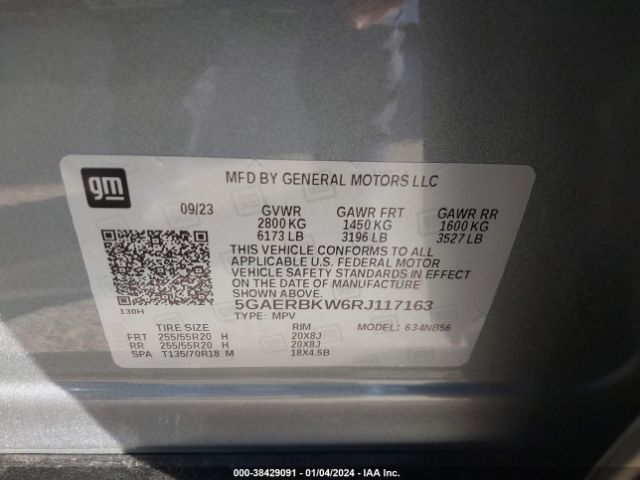 gm
MFD BY GENERAL MOTORS LLC
09/23 GVWR GAWR FRT GAWR RR
2800 KG 1450 KG 1600 KG
6173 LB 3196 LB 3527 LB
THIS VEHICLE CONFORMS TO ALL
APPLICABLE U.S. FEDERAL MOTOR
VEHICLE SAFETY STANDARDS IN EFFECT
ON THE DATE OF MANUFACTURE
SHOWN ABOVE.
130H 5GAERBKW6RJ117163
TYPE: MPV
TIRE SIZE RIM MODEL: 634NB56
FRT 255/55R20 H 20X8J
RR 255/55R20 H 20X8J
SPA T135/70R18 M 18X4.5B
000-38429091 - 01/04/2024 - IAA Inc.